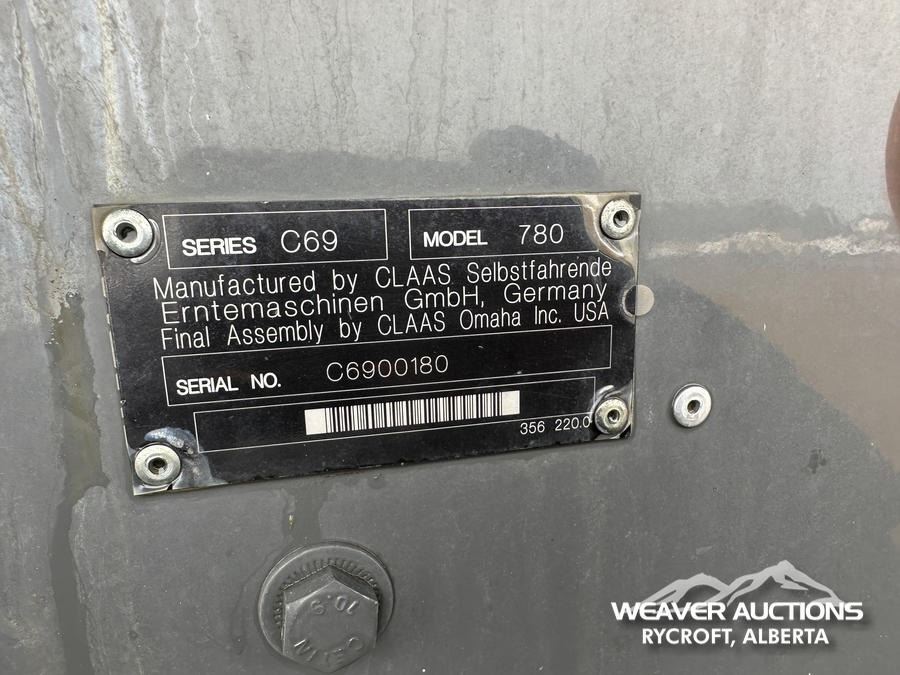 SERIES C69
MODEL 780
Manufactured by CLAAS Selbstfahrende
Erntemaschinen GmbH, Germany
Final Assembly by CLAAS Omaha Inc. USA
SERIAL NO. C6900180
356 220.0
10.9
WEAVER AUCTIONS
RYCROFT, ALBERTA